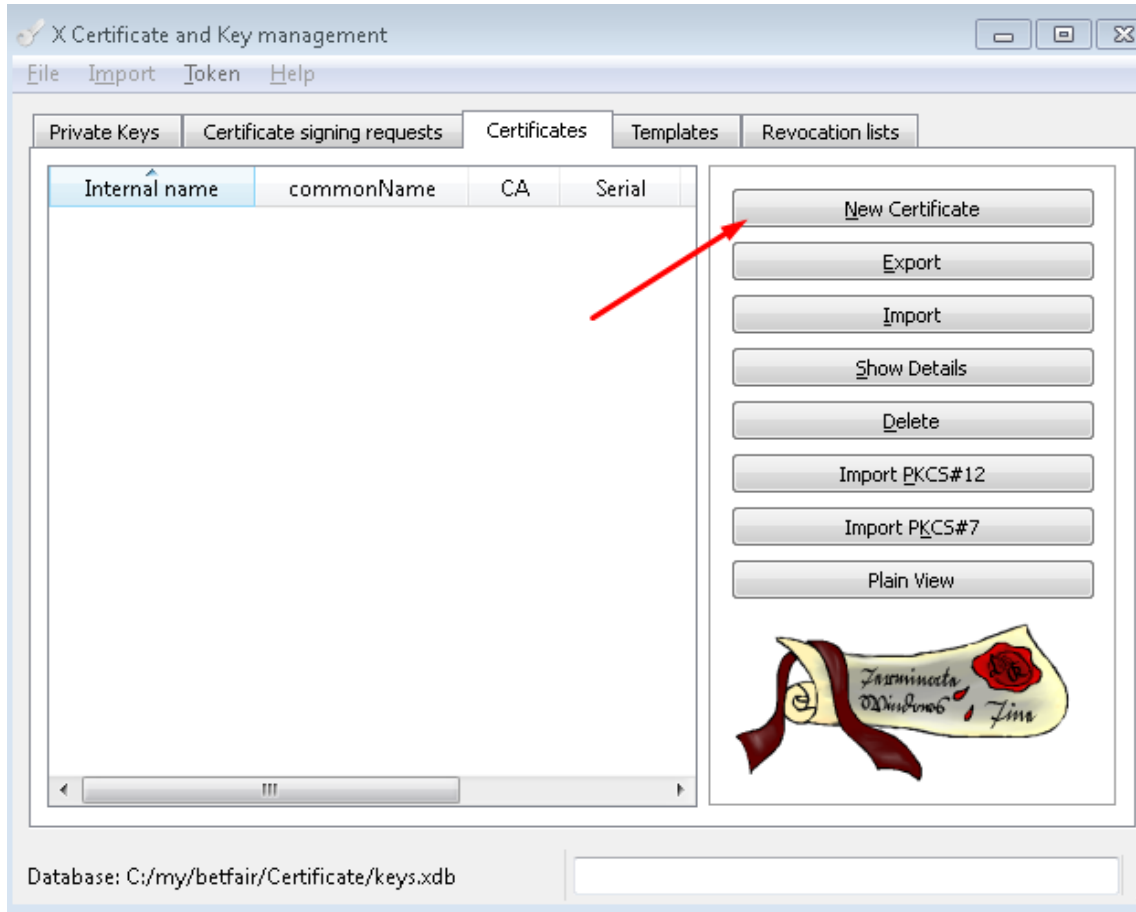 X Certificate and Key management
File Import Token Help
Private Keys Certificate signing requests Certificates Templates Revocation lists
Internal name commonName CA Serial
New Certificate
Export
Import
Show Details
Delete
Import PKCS#12
Import PKCS#7
Plain View
Windows
Database: C:/my/betfair/Certificate/keys.xdb